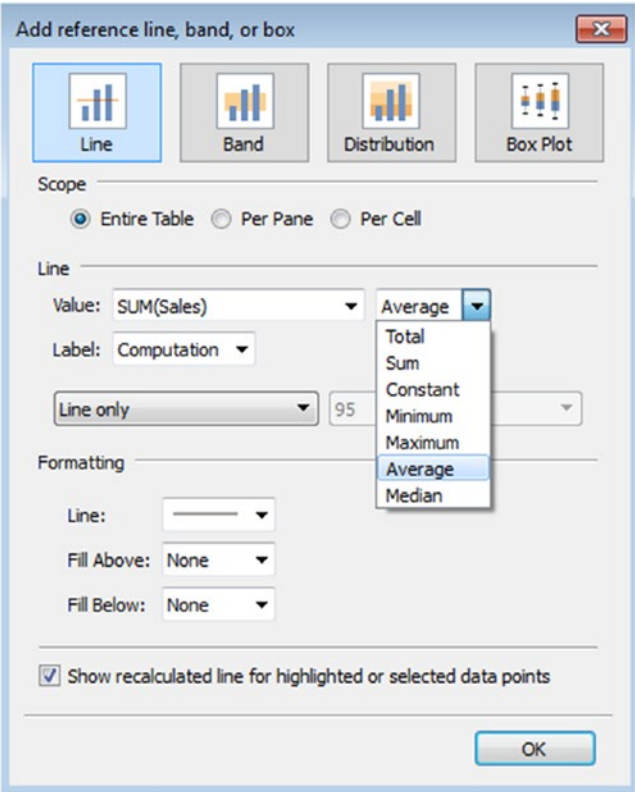 Add reference line, band, or box
Line Band Distribution Box Plot
Scope
Entire Table Per Pane Per Cell
Line
Value: SUM(Sales) Average
Label: Computation
Total
Sum
Constant
Minimum
Maximum
Average
Median
Line only 95
Formatting
Line:
Fill Above: None
Fill Below: None
Show recalculated line for highlighted or selected data points
OK